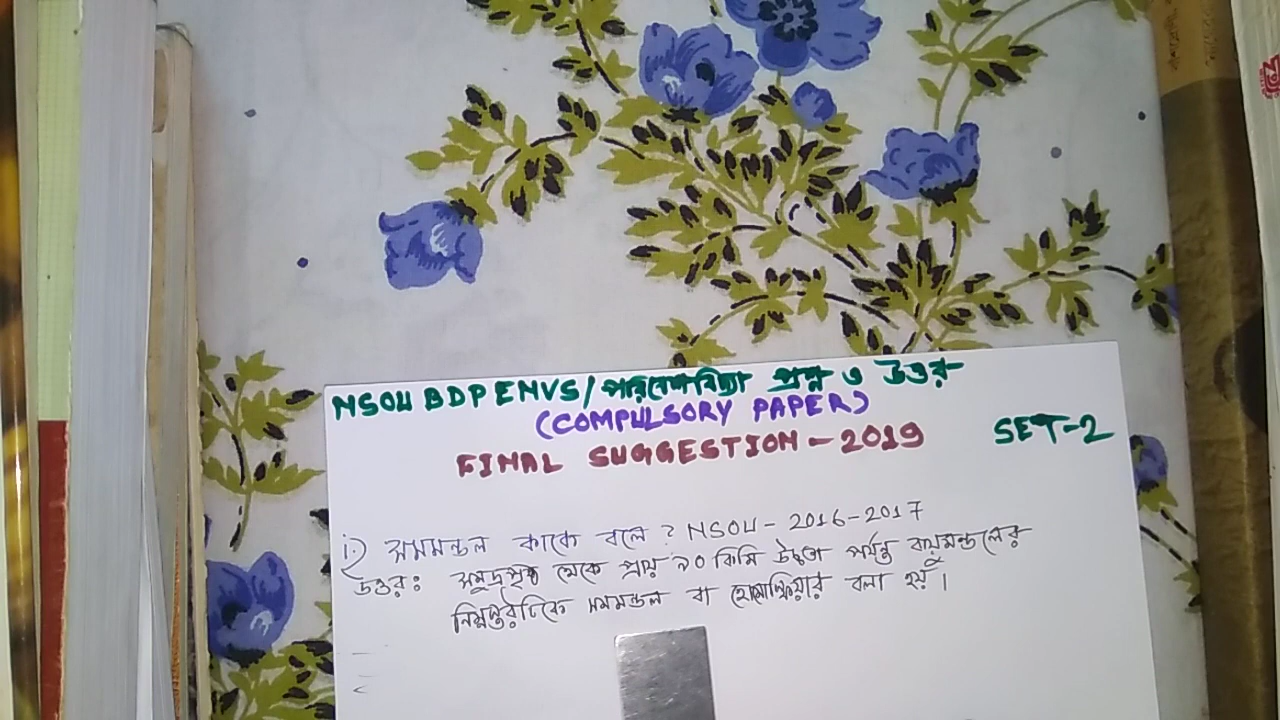 NSOU BDP ENVS/পরিবেশবিদ্যা প্রশ্ন ও উত্তর
(COMPULSORY PAPER)
FINAL SUGGESTION - 2019 SET-2
i) সমমন্ডল কাকে বলে ? NSOU - 2016-2017
উত্তর: সমুদ্রপৃষ্ঠ থেকে প্রায় ৯০ কিমি উচ্চতা পর্যন্ত বায়ুমন্ডলের
নিম্নস্তরটিকে সমমন্ডল বা হোমোস্ফিয়ার বলা হয়।